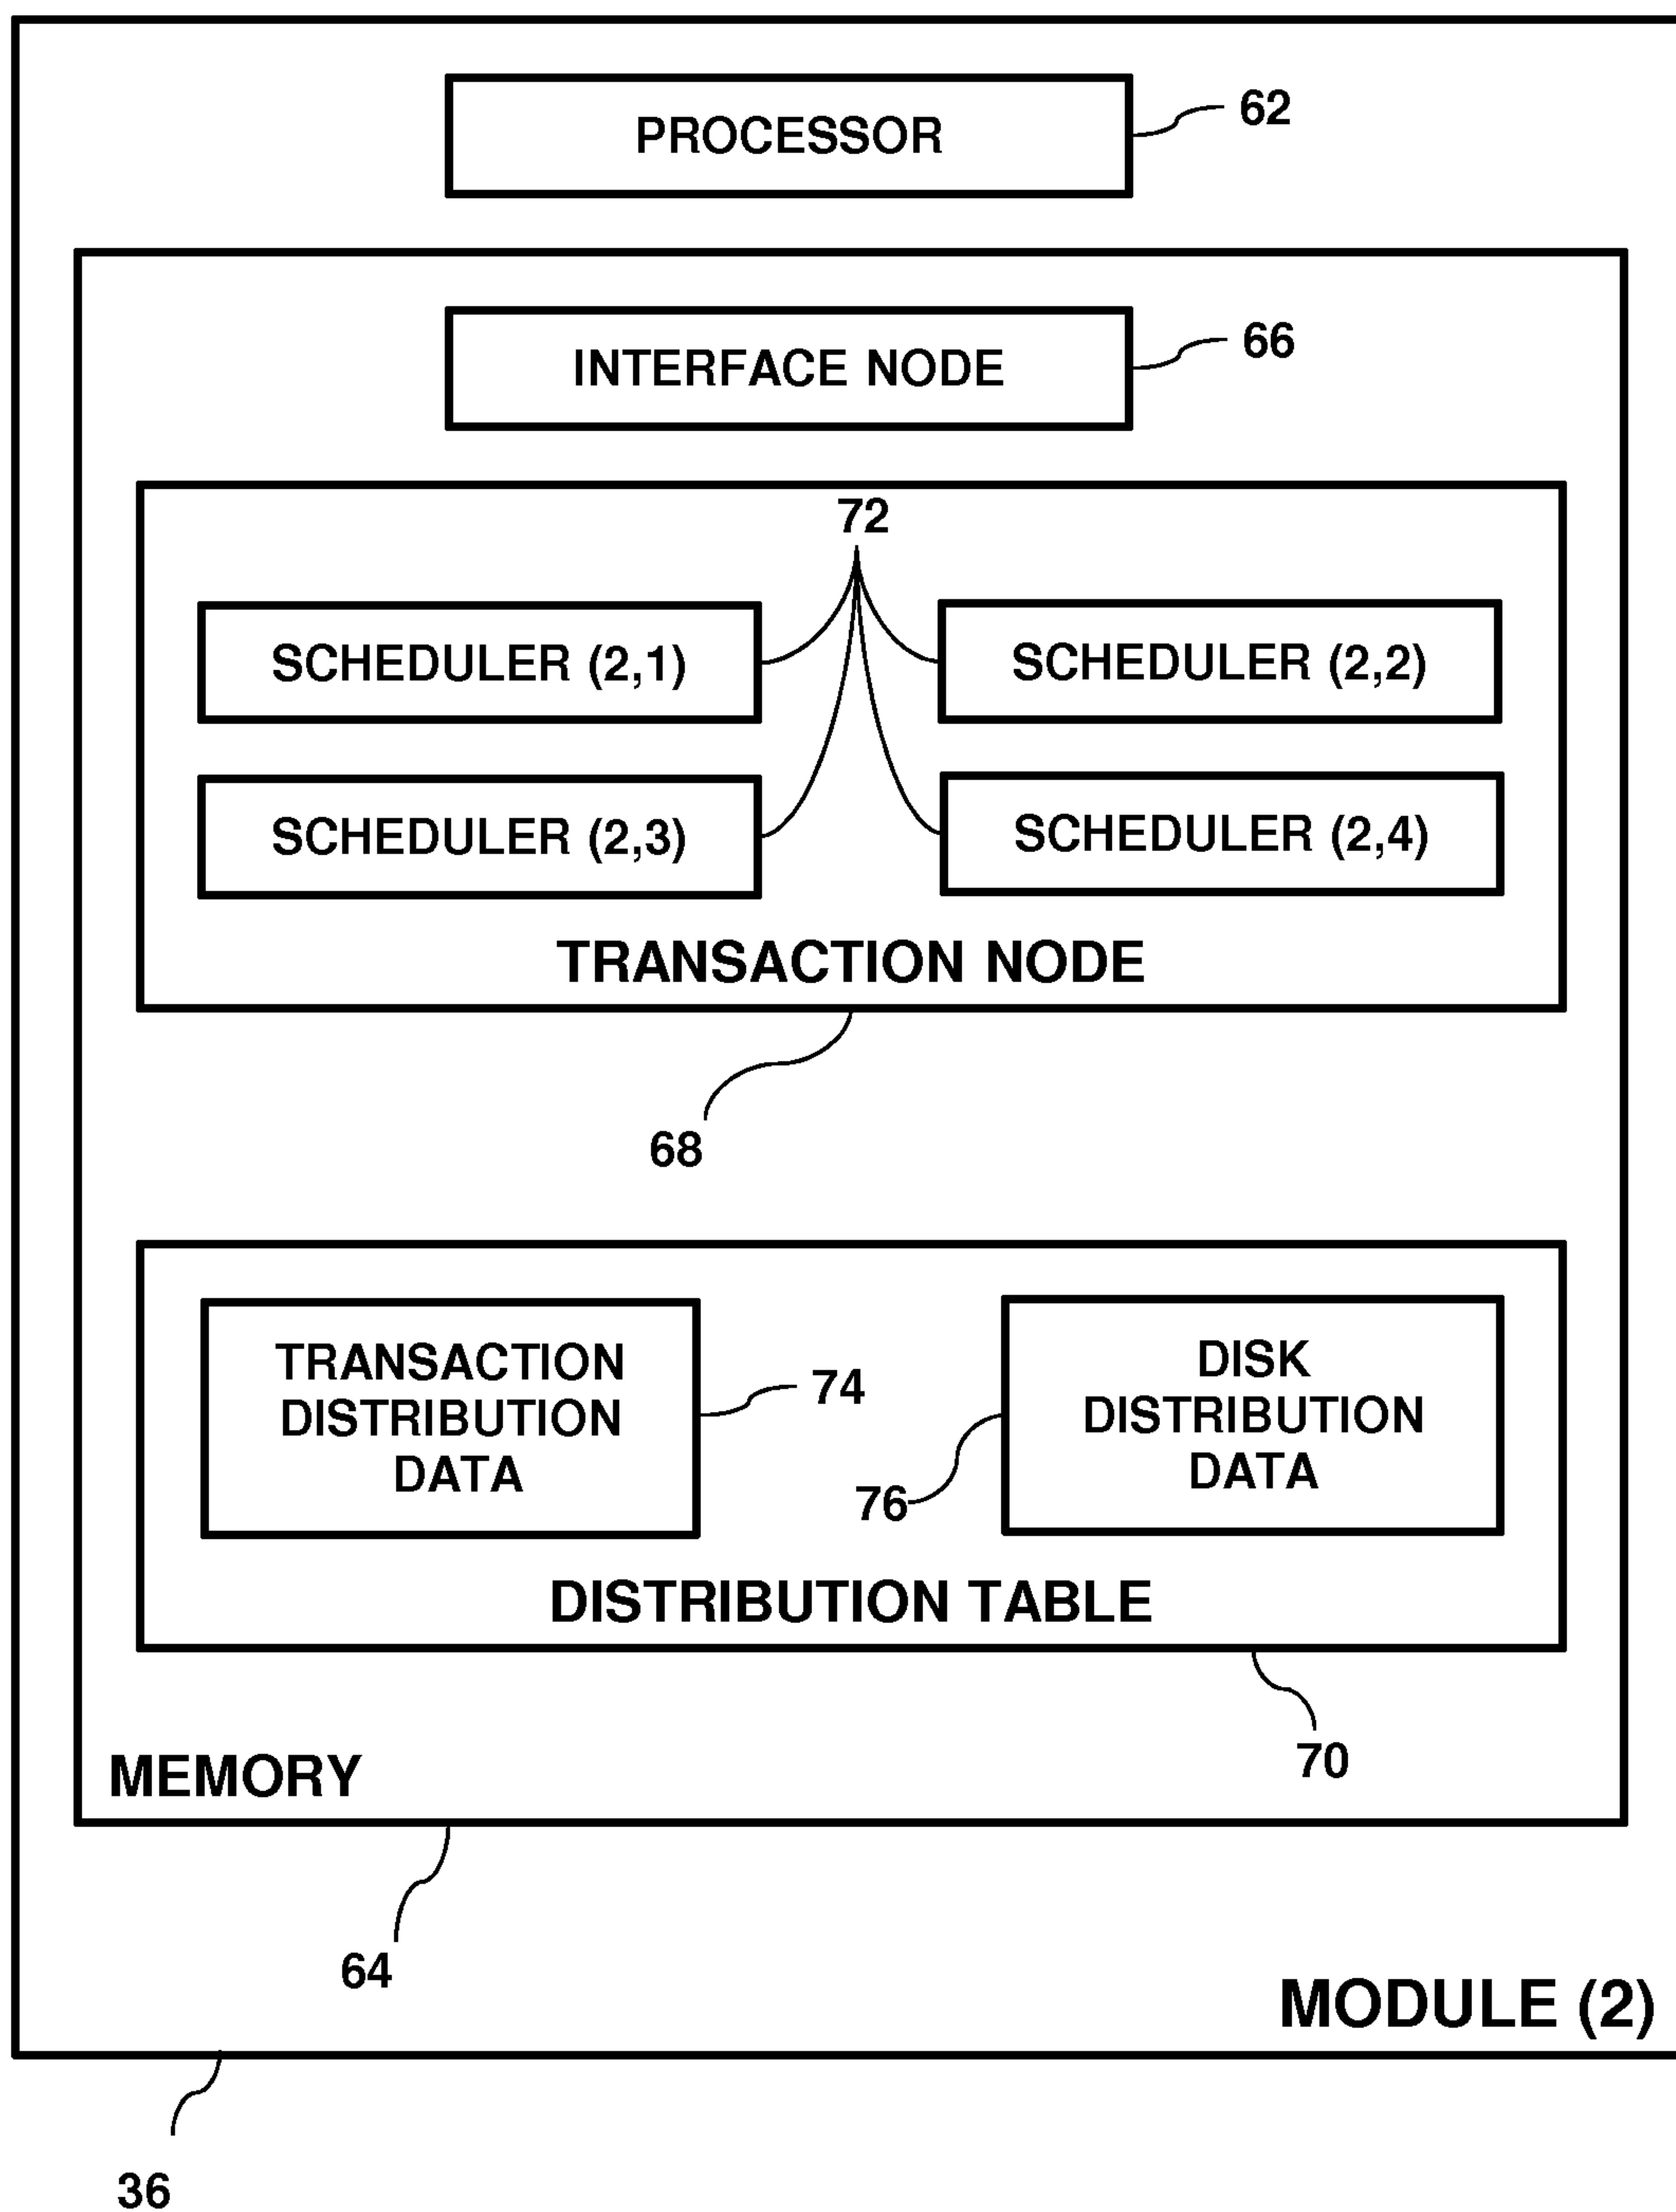 PROCESSOR
62
INTERFACE NODE
66
72
SCHEDULER (2,1)
SCHEDULER (2,2)
SCHEDULER (2,3)
SCHEDULER (2,4)
TRANSACTION NODE
68
TRANSACTION
DISTRIBUTION
DATA
74
DISK
DISTRIBUTION
DATA
76
DISTRIBUTION TABLE
70
MEMORY
64
MODULE (2)
36